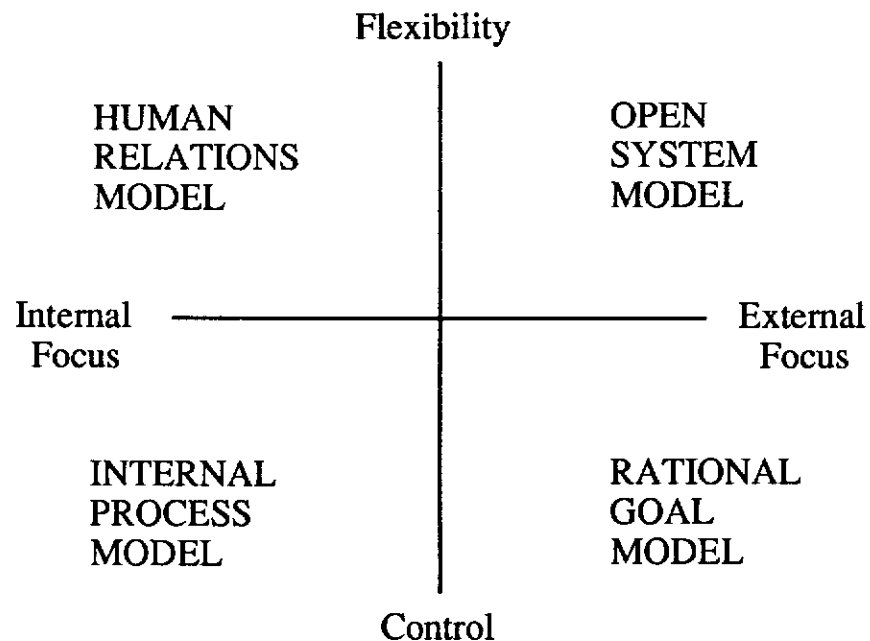 Flexibility
HUMAN
RELATIONS
MODEL
OPEN
SYSTEM
MODEL
Internal
Focus
External
Focus
INTERNAL
PROCESS
MODEL
RATIONAL
GOAL
MODEL
Control